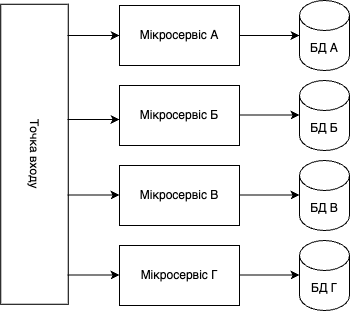 Точка входу
Мікросервіс А
БД А
Мікросервіс Б
БД Б
Мікросервіс В
БД В
Мікросервіс Г
БД Г